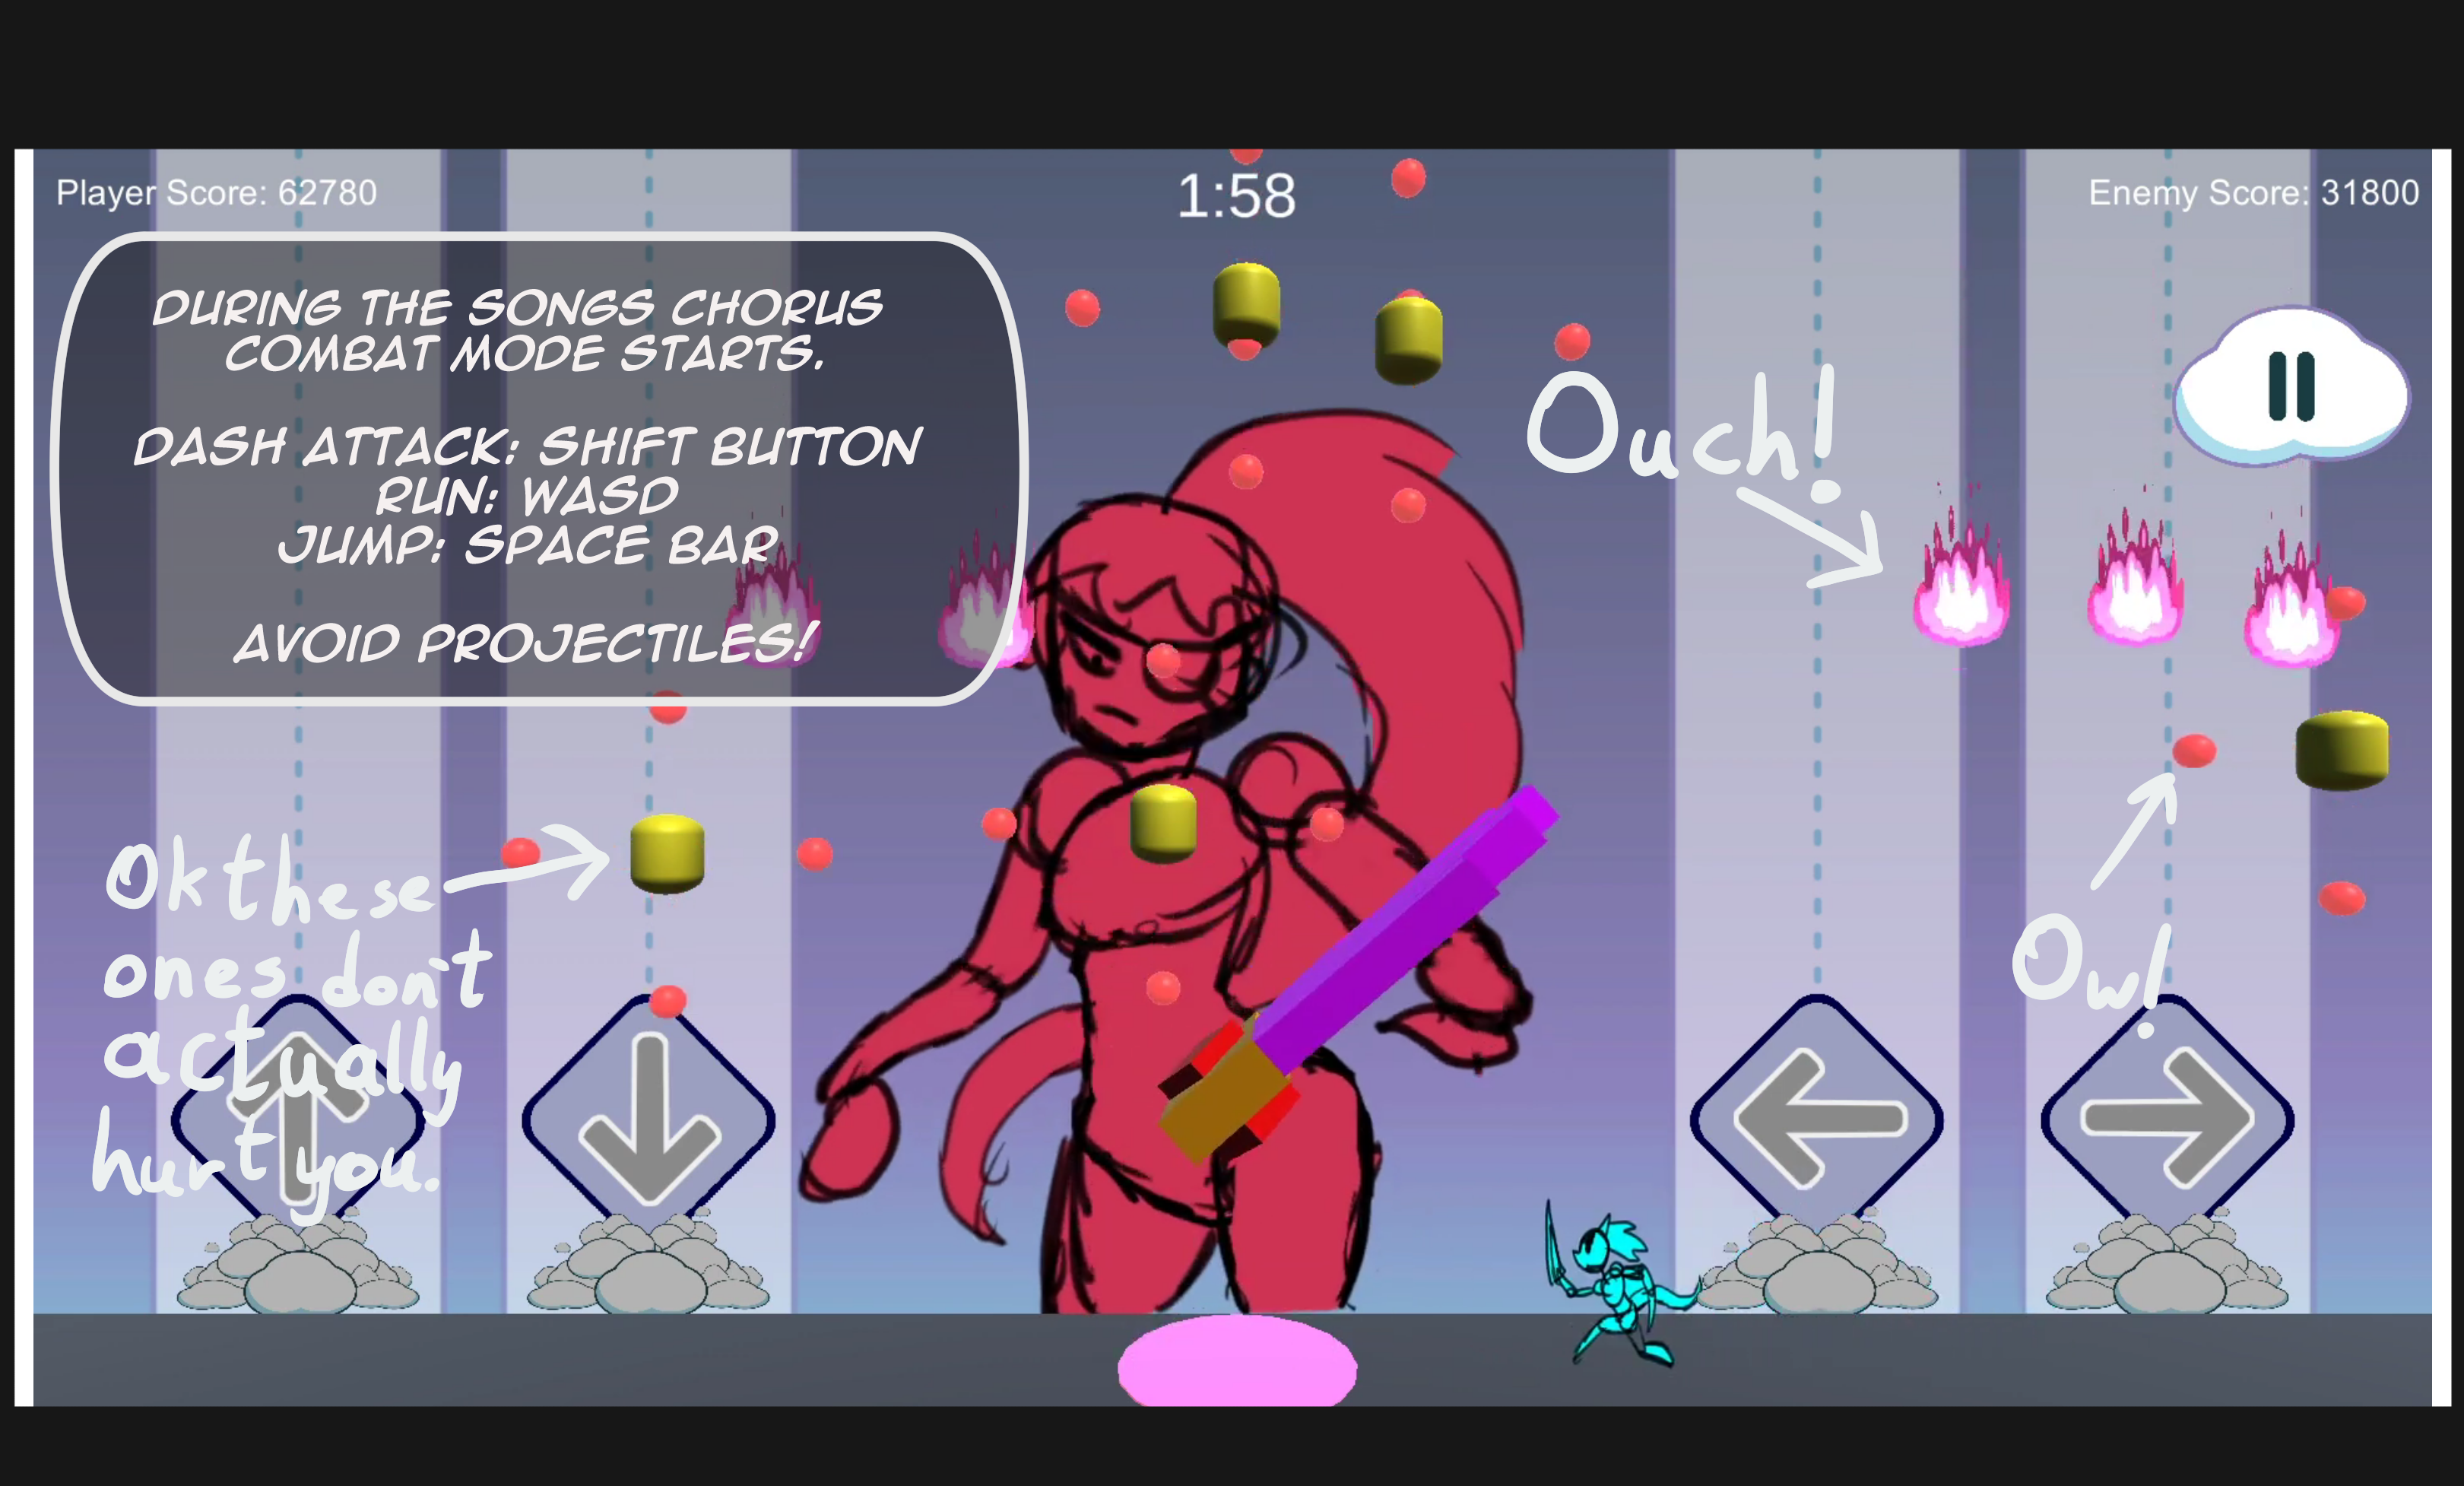 Player Score: 62780
1:58
Enemy Score: 31800
DURING THE SONGS CHORUS
COMBAT MODE STARTS.
DASH ATTACK: SHIFT BUTTON
RUN: WASD
JUMP: SPACE BAR
AVOID PROJECTILES!
Ouch!
Ok these
ones don't
actually
hurt you.
Ow!